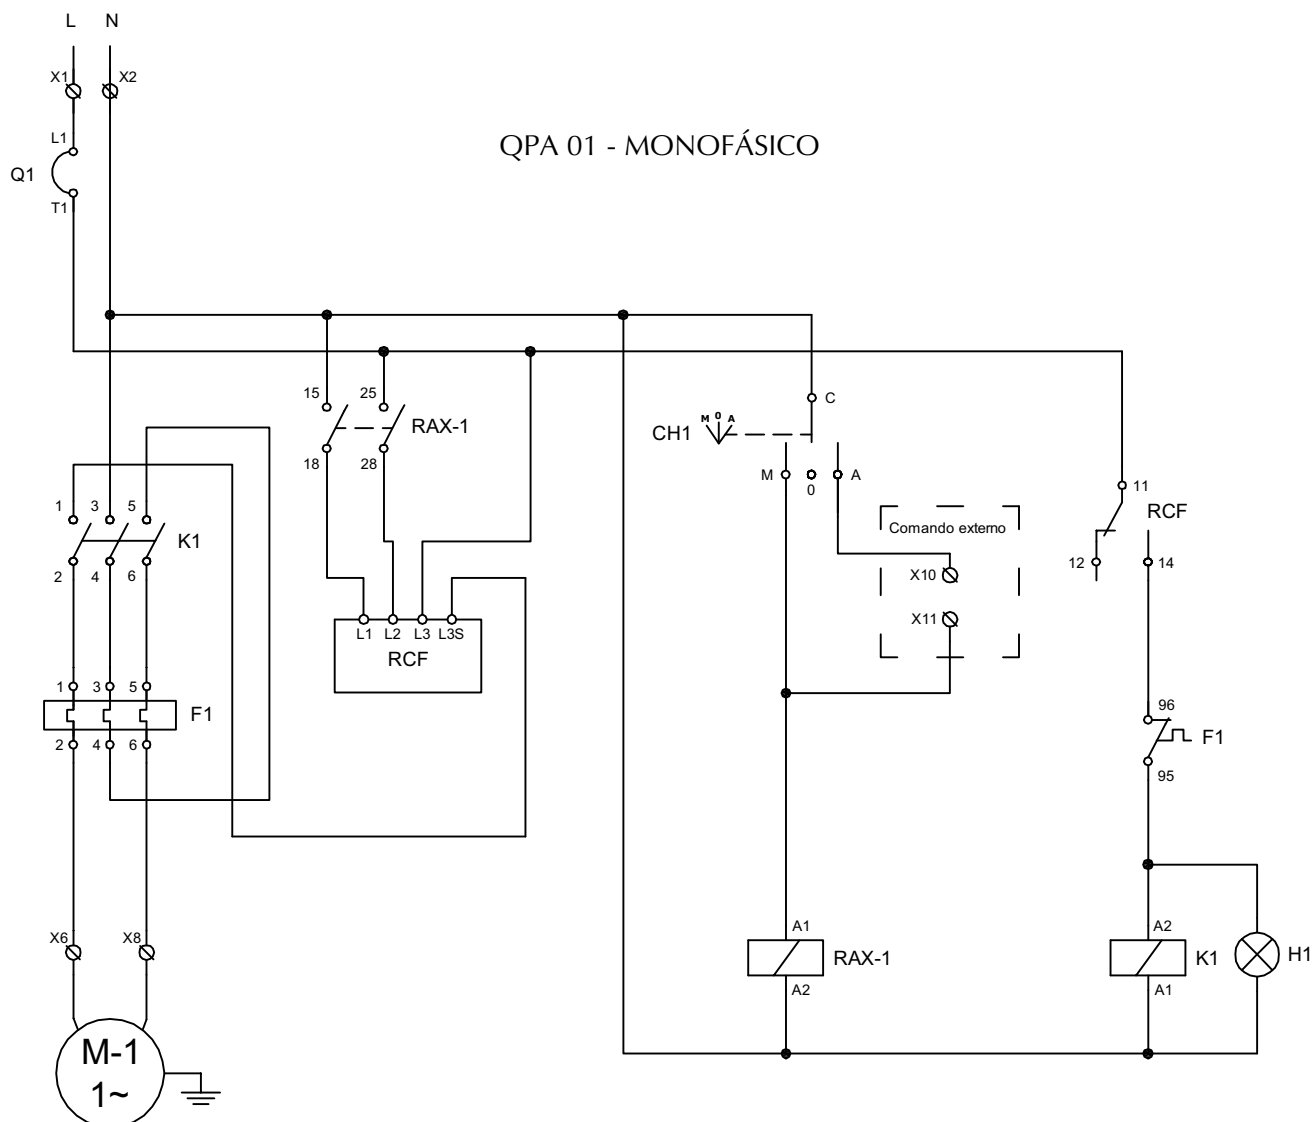 L N
X1 X2
L1
Q1
T1
QPA 01 - MONOFÁSICO
15 25
RAX-1
18 28
C
M 0 A
CH1
M 0 A
1 3 5
K1
2 4 6
Comando externo
X10
X11
11
RCF
12 14
L1 L2 L3 L3S
RCF
1 3 5
F1
2 4 6
96
F1
95
X6 X8
A1
RAX-1
A2
A2
K1
A1
H1
M-1
1~